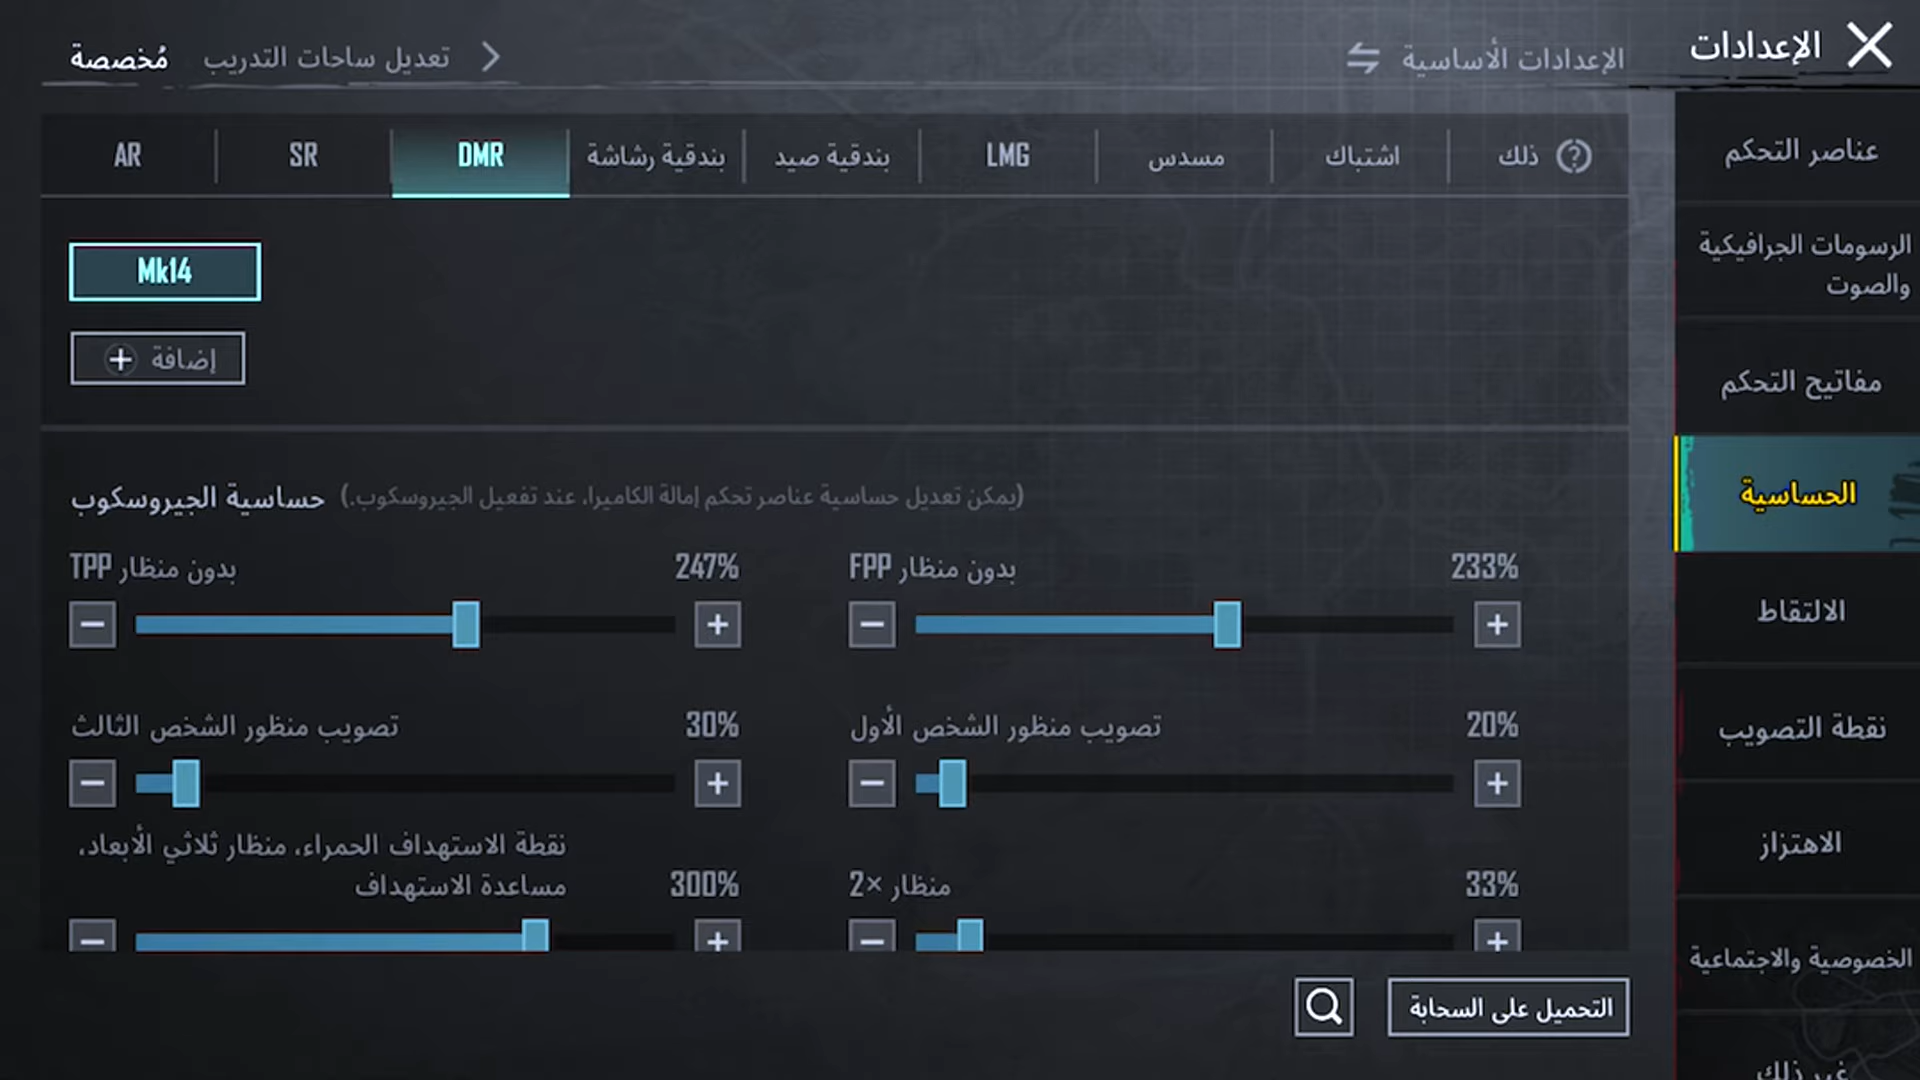 الإعدادات
الإعدادات الأساسية
تعديل ساحات التدريب
مُخصصة
AR
SR
DMR
بندقية رشاشة
بندقية صيد
LMG
مسدس
اشتباك
ذلك
Mk14
إضافة
حساسية الجيروسكوب (يمكن تعديل حساسية عناصر تحكم إمالة الكاميرا، عند تفعيل الجيروسكوب.)
بدون منظار TPP
247%
بدون منظار FPP
233%
تصويب منظور الشخص الثالث
30%
تصويب منظور الشخص الأول
20%
نقطة الاستهداف الحمراء، منظار ثلاثي الأبعاد،
مساعدة الاستهداف
300%
منظار ×2
33%
التحميل على السحابة
عناصر التحكم
الرسومات الجرافيكية
والصوت
مفاتيح التحكم
الحساسية
الالتقاط
نقطة التصويب
الاهتزاز
الخصوصية والاجتماعية
غير ذلك